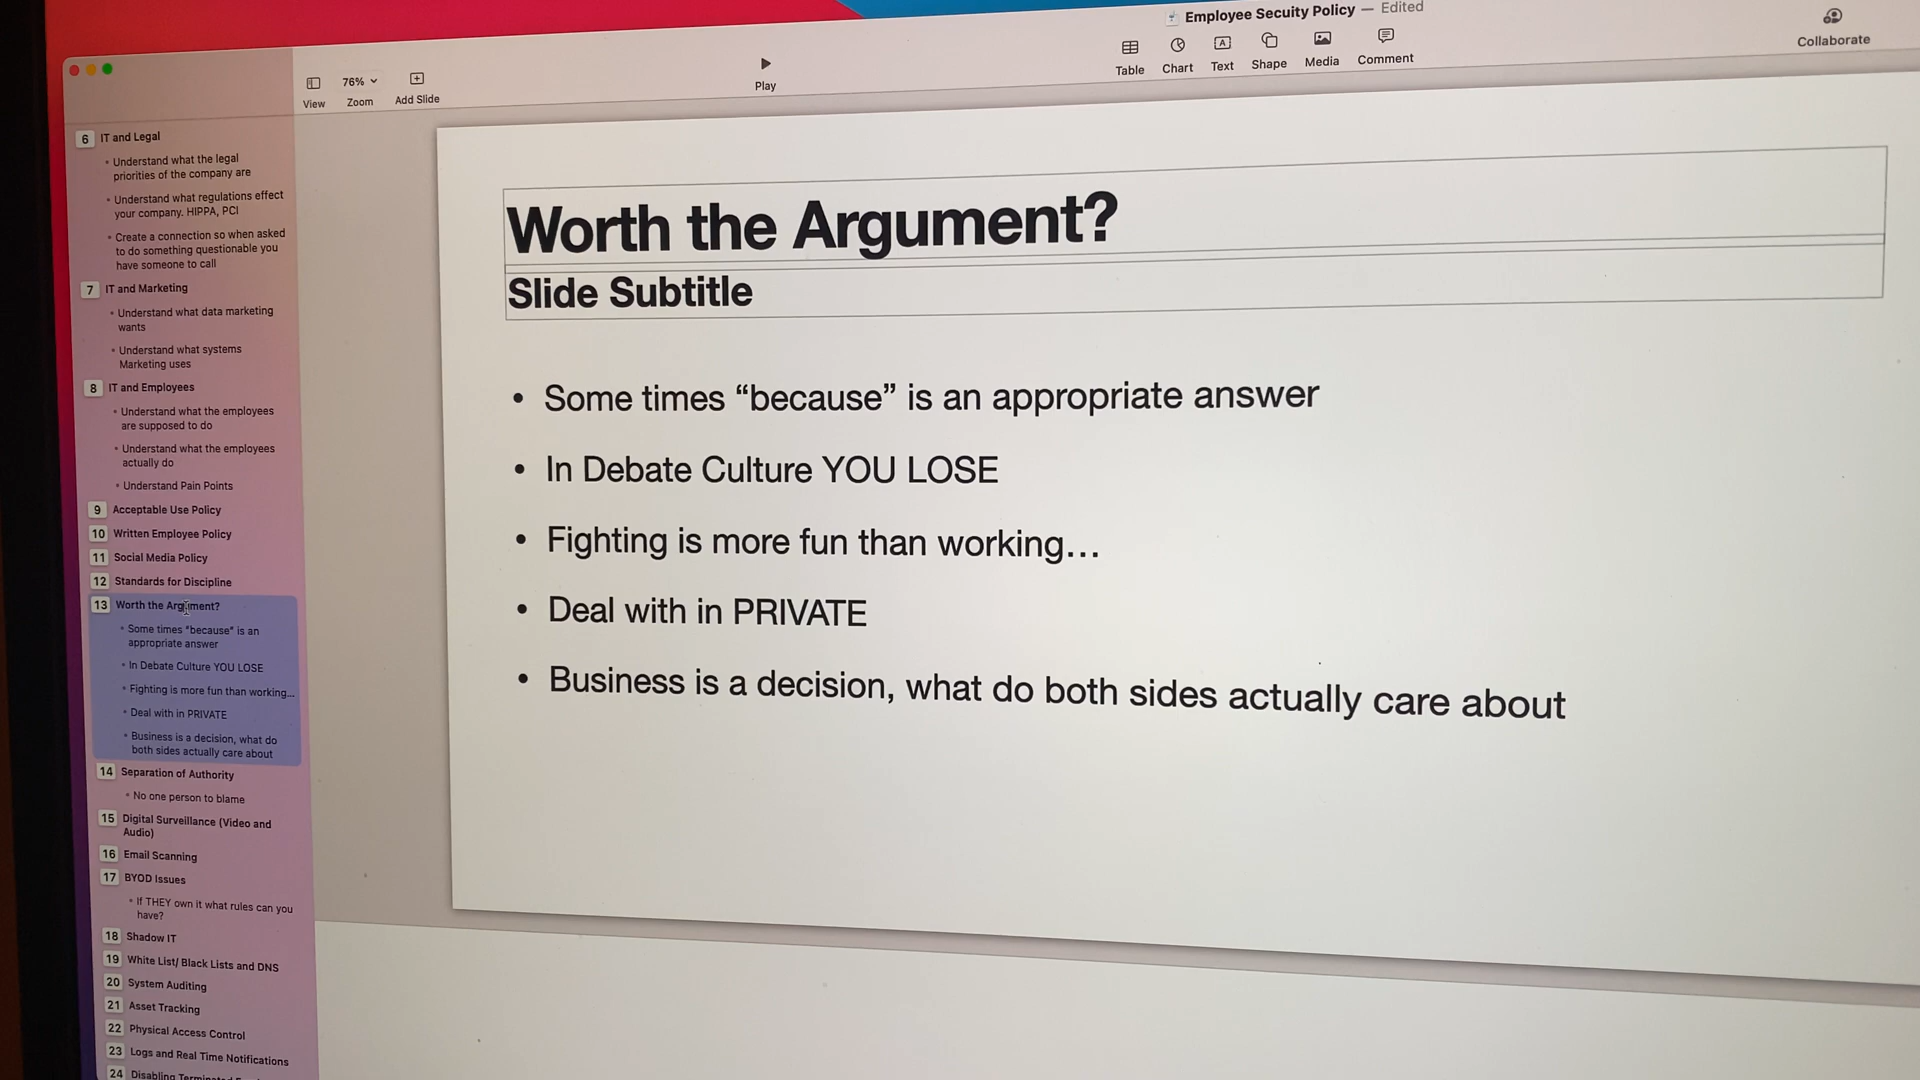 Employee Secuity Policy — Edited
View
76%
Zoom
Add Slide
Play
Table
Chart
Text
Shape
Media
Comment
Collaborate
6 IT and Legal
• Understand what the legal
priorities of the company are
• Understand what regulations effect
your company. HIPPA, PCI
• Create a connection so when asked
to do something questionable you
have someone to call
7 IT and Marketing
• Understand what data marketing
wants
• Understand what systems
Marketing uses
8 IT and Employees
• Understand what the employees
are supposed to do
• Understand what the employees
actually do
• Understand Pain Points
9 Acceptable Use Policy
10 Written Employee Policy
11 Social Media Policy
12 Standards for Discipline
13 Worth the Argument?
• Some times “because” is an
appropriate answer
• In Debate Culture YOU LOSE
• Fighting is more fun than working…
• Deal with in PRIVATE
• Business is a decision, what do
both sides actually care about
14 Separation of Authority
• No one person to blame
15 Digital Surveillance (Video and
Audio)
16 Email Scanning
17 BYOD Issues
• If THEY own it what rules can you
have?
18 Shadow IT
19 White List/ Black Lists and DNS
20 System Auditing
21 Asset Tracking
22 Physical Access Control
23 Logs and Real Time Notifications
24 Disabling
Worth the Argument?
Slide Subtitle
• Some times “because” is an appropriate answer
• In Debate Culture YOU LOSE
• Fighting is more fun than working…
• Deal with in PRIVATE
• Business is a decision, what do both sides actually care about